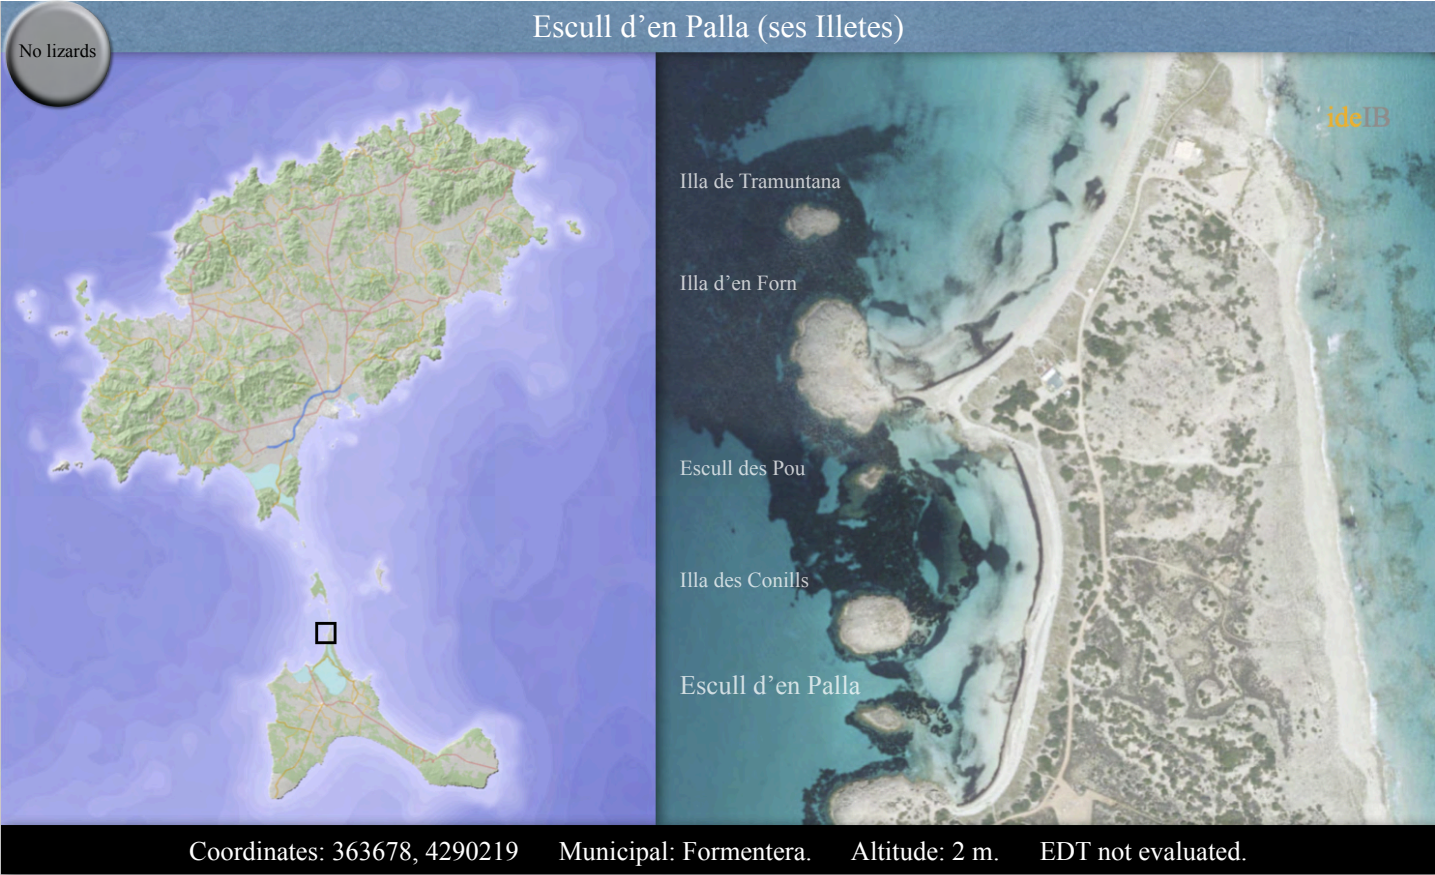 Escull d’en Palla (ses Illetes)
No lizards
ideIB
Illa de Tramuntana
Illa d’en Forn
Escull des Pou
Illa des Conills
Escull d’en Palla
Coordinates: 363678, 4290219 Municipal: Formentera. Altitude: 2 m. EDT not evaluated.